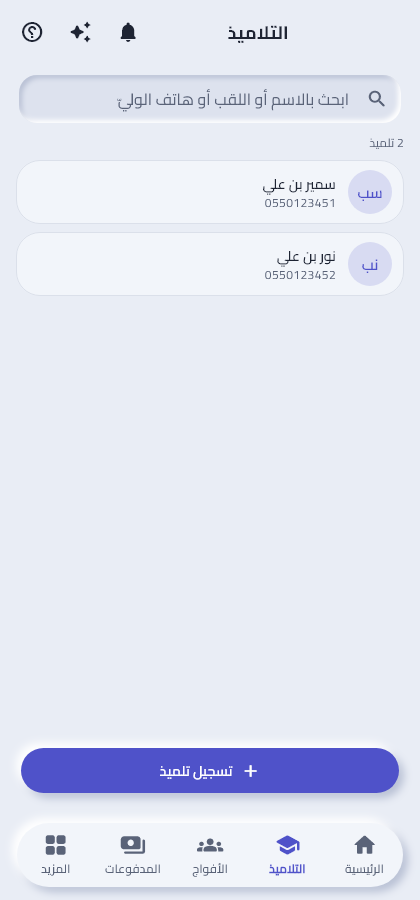 التلاميذ
ابحث بالاسم أو اللقب أو هاتف الوليّ
2 تلميذ
سب
سمير بن علي
0550123451
نب
نور بن علي
0550123452
تسجيل تلميذ
الرئيسية
التلاميذ
الأفواج
المدفوعات
المزيد